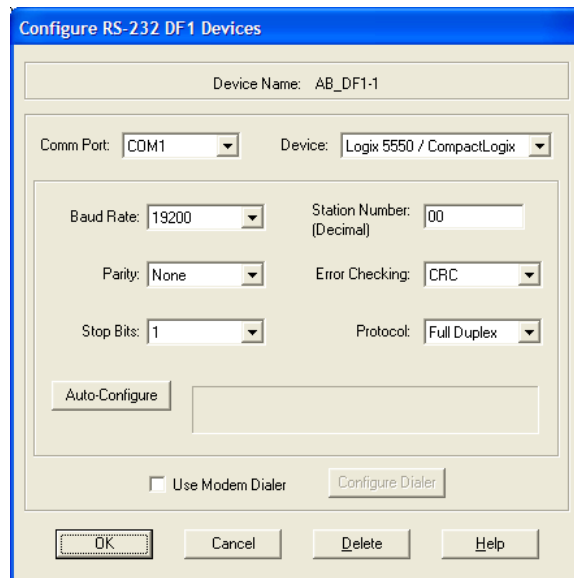 Configure RS-232 DF1 Devices
Device Name: AB_DF1-1
Comm Port: COM1 Device: Logix 5550 / CompactLogix
Baud Rate: 19200 Station Number: 00
(Decimal)
Parity: None Error Checking: CRC
Stop Bits: 1 Protocol: Full Duplex
Auto-Configure
Use Modem Dialer Configure Dialer
OK Cancel Delete Help